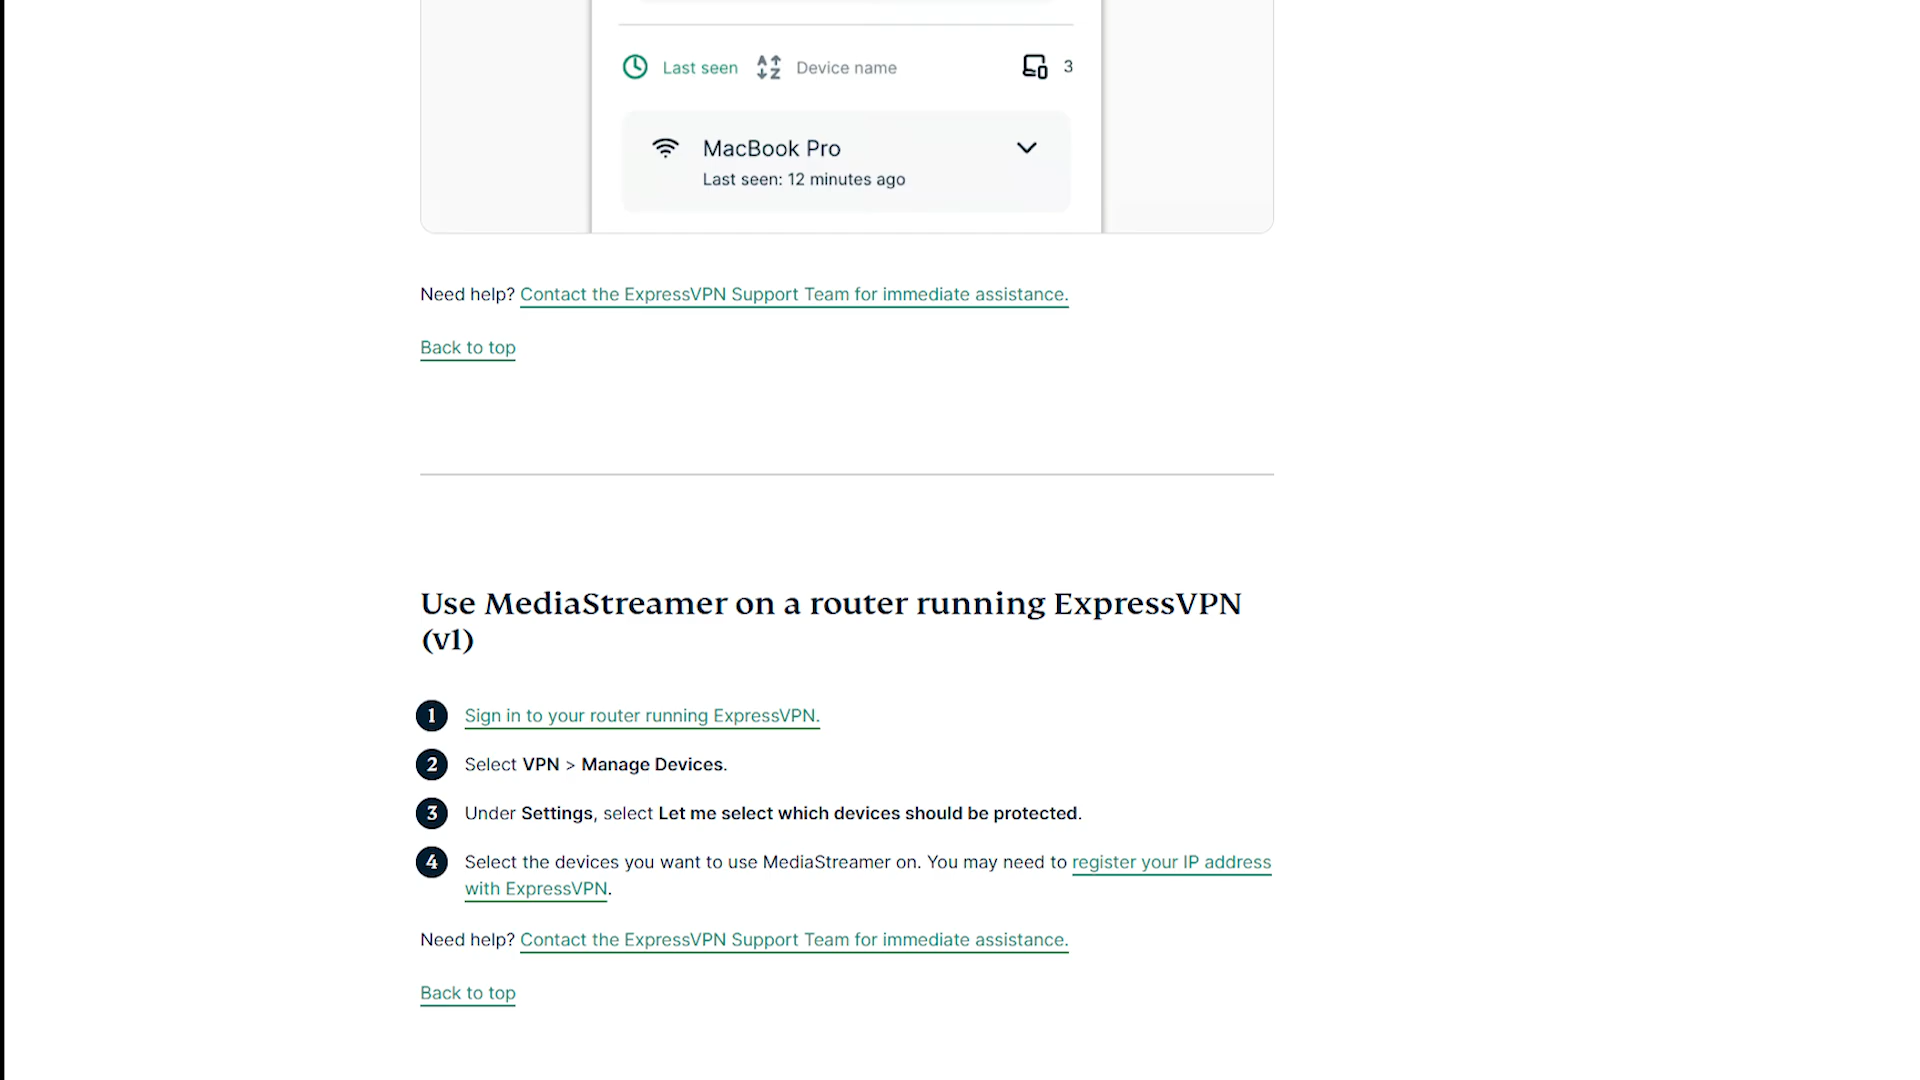 Last seen Device name 3
MacBook Pro
Last seen: 12 minutes ago
Need help? Contact the ExpressVPN Support Team for immediate assistance.
Back to top
Use MediaStreamer on a router running ExpressVPN
(v1)
1 Sign in to your router running ExpressVPN.
2 Select VPN > Manage Devices.
3 Under Settings, select Let me select which devices should be protected.
4 Select the devices you want to use MediaStreamer on. You may need to register your IP address
with ExpressVPN.
Need help? Contact the ExpressVPN Support Team for immediate assistance.
Back to top